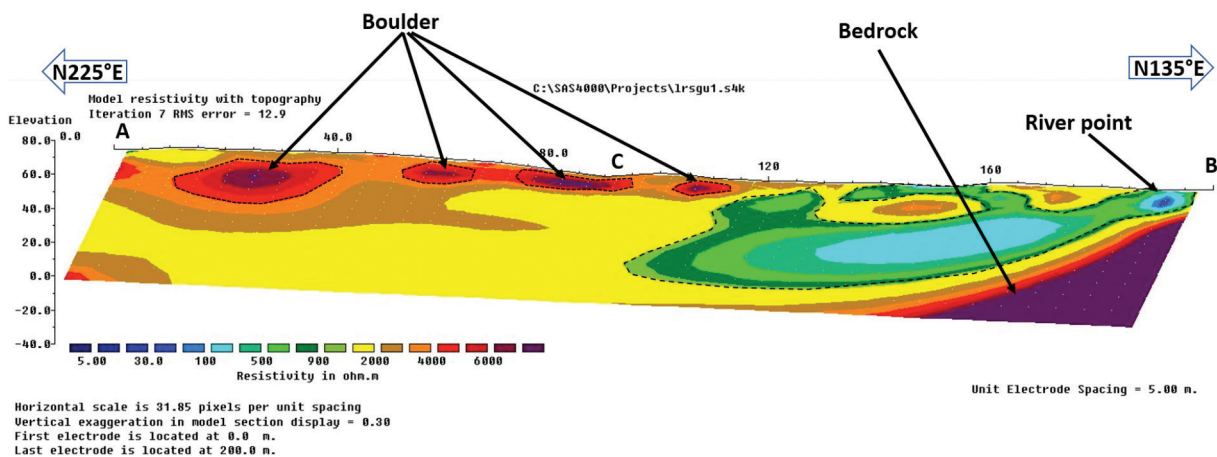 Boulder
Bedrock
N225°E
N135°E
C:\SAS4000\Projects\lrsgu1.s4k
Model resistivity with topography
Iteration 7 RMS error = 12.9
River point
Elevation
0.0
A
40.0
80.0
C
120
160
B
80.0
60.0
40.0
20.0
0.0
-20.0
-40.0
5.00 30.0 100 500 900 2000 4000 6000
Resistivity in ohm.m
Unit Electrode Spacing = 5.00 m.
Horizontal scale is 31.85 pixels per unit spacing
Vertical exaggeration in model section display = 0.30
First electrode is located at 0.0 m.
Last electrode is located at 200.0 m.